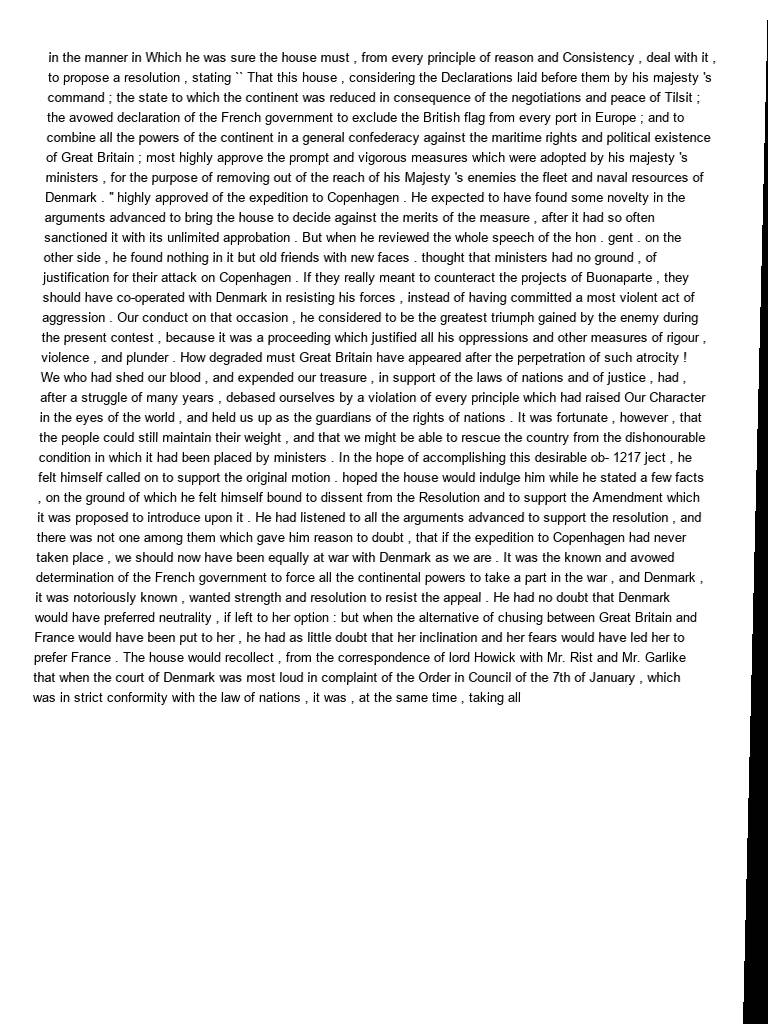 in the manner in Which he was sure the house must , from every principle of reason and Consistency , deal with it ,
to propose a resolution , stating `` That this house , considering the Declarations laid before them by his majesty 's
command ; the state to which the continent was reduced in consequence of the negotiations and peace of Tilsit ;
the avowed declaration of the French government to exclude the British flag from every port in Europe ; and to
combine all the powers of the continent in a general confederacy against the maritime rights and political existence
of Great Britain ; most highly approve the prompt and vigorous measures which were adopted by his majesty 's
ministers , for the purpose of removing out of the reach of his Majesty 's enemies the fleet and naval resources of
Denmark . " highly approved of the expedition to Copenhagen . He expected to have found some novelty in the
arguments advanced to bring the house to decide against the merits of the measure , after it had so often
sanctioned it with its unlimited approbation . But when he reviewed the whole speech of the hon . gent . on the
other side , he found nothing in it but old friends with new faces . thought that ministers had no ground , of
justification for their attack on Copenhagen . If they really meant to counteract the projects of Buonaparte , they
should have co-operated with Denmark in resisting his forces , instead of having committed a most violent act of
aggression . Our conduct on that occasion , he considered to be the greatest triumph gained by the enemy during
the present contest , because it was a proceeding which justified all his oppressions and other measures of rigour ,
violence , and plunder . How degraded must Great Britain have appeared after the perpetration of such atrocity !
We who had shed our blood , and expended our treasure , in support of the laws of nations and of justice , had ,
after a struggle of many years , debased ourselves by a violation of every principle which had raised Our Character
in the eyes of the world , and held us up as the guardians of the rights of nations . It was fortunate , however , that
the people could still maintain their weight , and that we might be able to rescue the country from the dishonourable
condition in which it had been placed by ministers . In the hope of accomplishing this desirable ob- 1217 ject , he
felt himself called on to support the original motion . hoped the house would indulge him while he stated a few facts
, on the ground of which he felt himself bound to dissent from the Resolution and to support the Amendment which
it was proposed to introduce upon it . He had listened to all the arguments advanced to support the resolution , and
there was not one among them which gave him reason to doubt , that if the expedition to Copenhagen had never
taken place , we should now have been equally at war with Denmark as we are . It was the known and avowed
determination of the French government to force all the continental powers to take a part in the war , and Denmark ,
it was notoriously known , wanted strength and resolution to resist the appeal . He had no doubt that Denmark
would have preferred neutrality , if left to her option : but when the alternative of chusing between Great Britain and
France would have been put to her , he had as little doubt that her inclination and her fears would have led her to
prefer France . The house would recollect , from the correspondence of lord Howick with Mr. Rist and Mr. Garlike
that when the court of Denmark was most loud in complaint of the Order in Council of the 7th of January , which
was in strict conformity with the law of nations , it was , at the same time , taking all